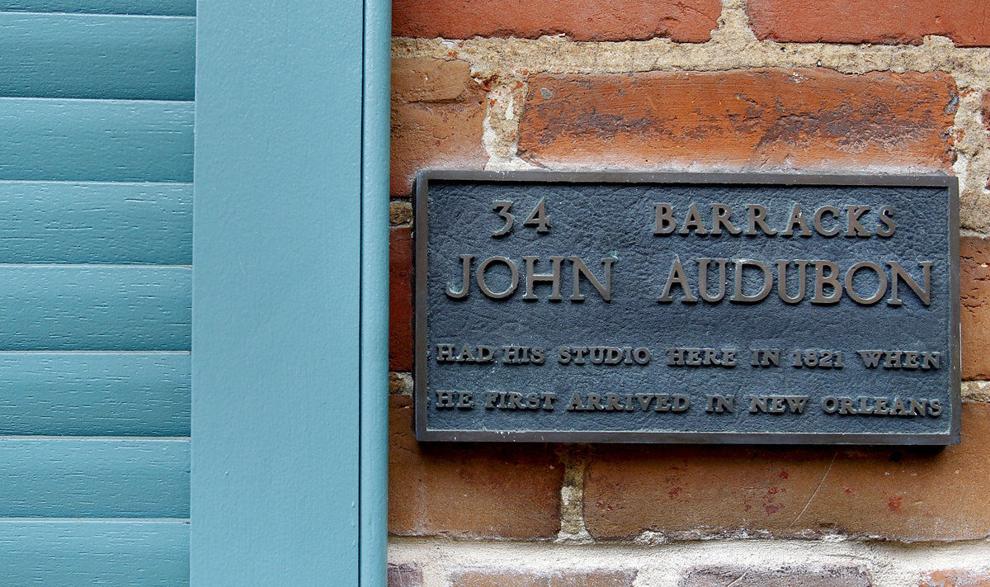 34 BARRACKS
JOHN AUDUBON
HAD HIS STUDIO HERE IN 1821 WHEN
HE FIRST ARRIVED IN NEW ORLEANS